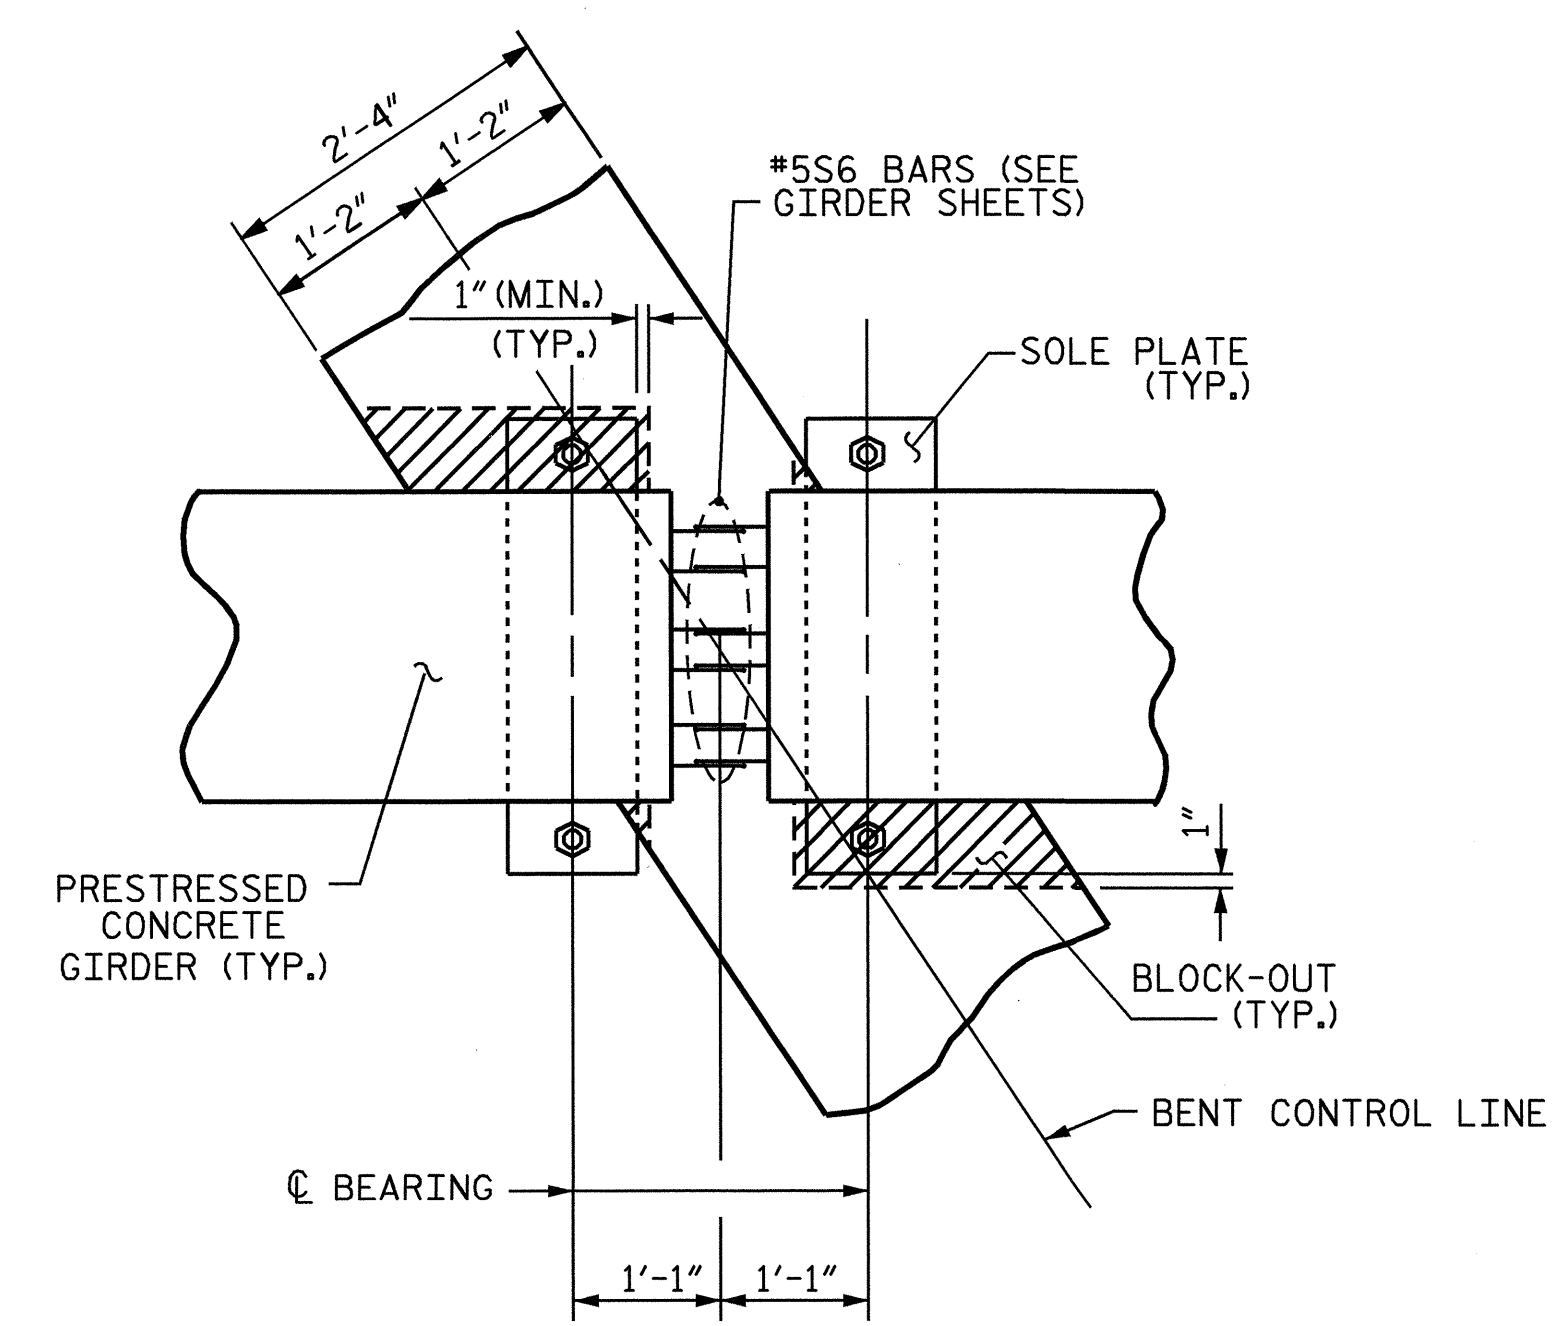 2'-4"
1'-2"
1'-2"
#5S6 BARS (SEE
GIRDER SHEETS)
1" (MIN.)
(TYP.)
SOLE PLATE
(TYP.)
1"
PRESTRESSED
CONCRETE
GIRDER (TYP.)
BLOCK-OUT
(TYP.)
BENT CONTROL LINE
℄ BEARING
1'-1"
1'-1"